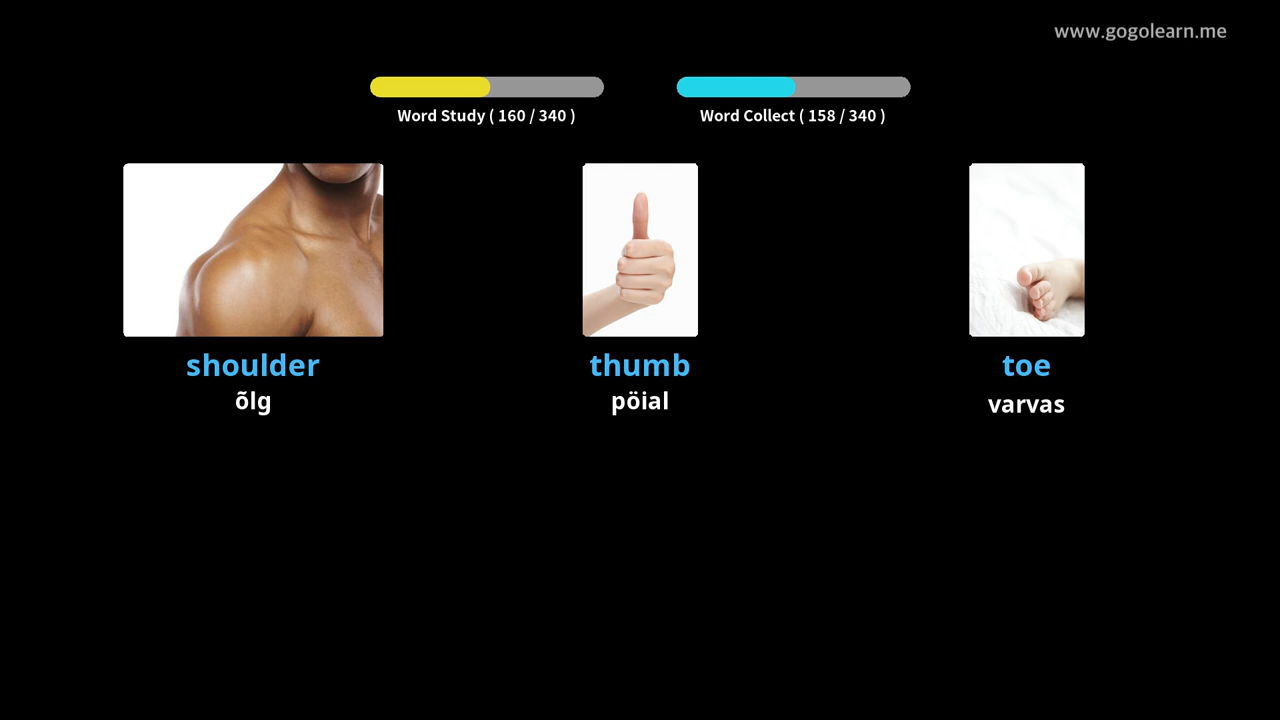 www.gogolearn.me
Word Study ( 160 / 340 )
Word Collect ( 158 / 340 )
shoulder
õlg
thumb
pöial
toe
varvas